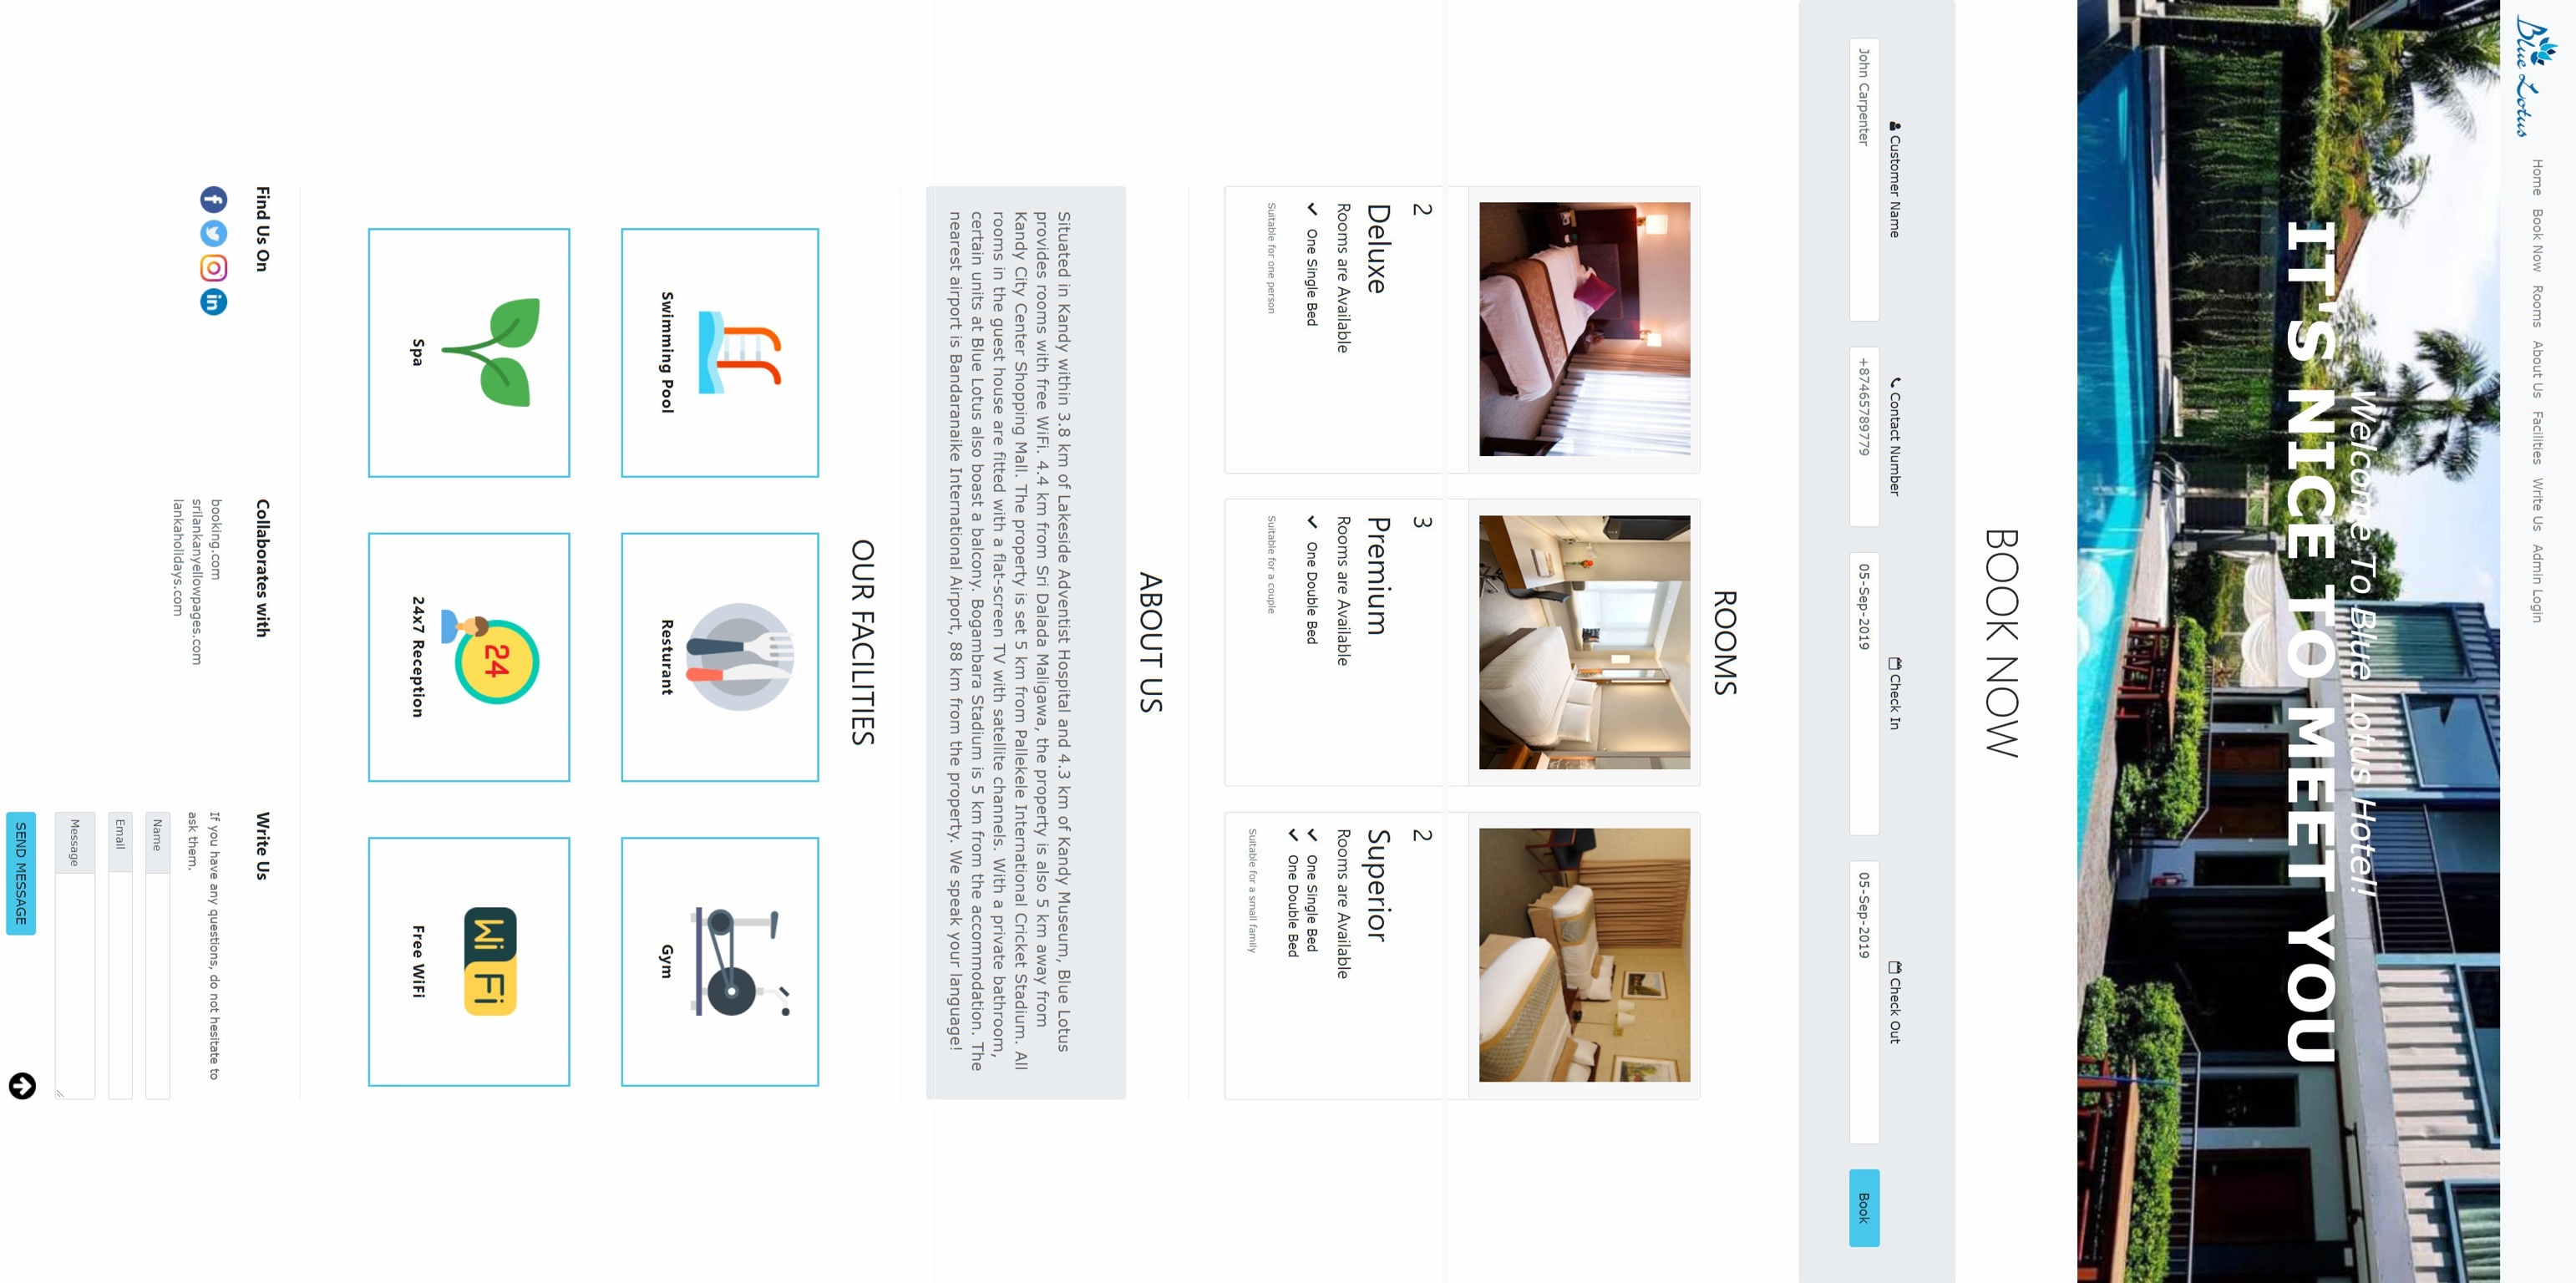 Blue Lotus
Home Book Now Rooms About Us Facilities Write Us Admin Login
Welcome To Blue Lotus Hotel!
IT'S NICE TO MEET YOU
BOOK NOW
Customer Name Contact Number Check In Check Out
John Carpenter +87465789779 05-Sep-2019 05-Sep-2019 Book
ROOMS
2
Deluxe
Rooms are Available
One Single Bed
Suitable for one person
3
Premium
Rooms are Available
One Double Bed
Suitable for a couple
2
Superior
Rooms are Available
One Single Bed
One Double Bed
Suitable for a small family
ABOUT US
Situated in Kandy within 3.8 km of Lakeside Adventist Hospital and 4.3 km of Kandy Museum, Blue Lotus
provides rooms with free WiFi. 4.4 km from Sri Dalada Maligawa, the property is also 5 km away from
Kandy City Center Shopping Mall. The property is set 5 km from Pallekele International Cricket Stadium. All
rooms in the guest house are fitted with a flat-screen TV with satellite channels. With a private bathroom,
certain units at Blue Lotus also boast a balcony. Bogambara Stadium is 5 km from the accommodation. The
nearest airport is Bandaranaike International Airport, 88 km from the property. We speak your language!
OUR FACILITIES
Swimming Pool
Resturant
Gym
Spa
24
24x7 Reception
Wi Fi
Free WiFi
Find Us On
f
in
Collaborates with
booking.com
srilankanyellowpages.com
lankaholidays.com
Write Us
If you have any questions, do not hesitate to
ask them.
Name
Email
Message
SEND MESSAGE